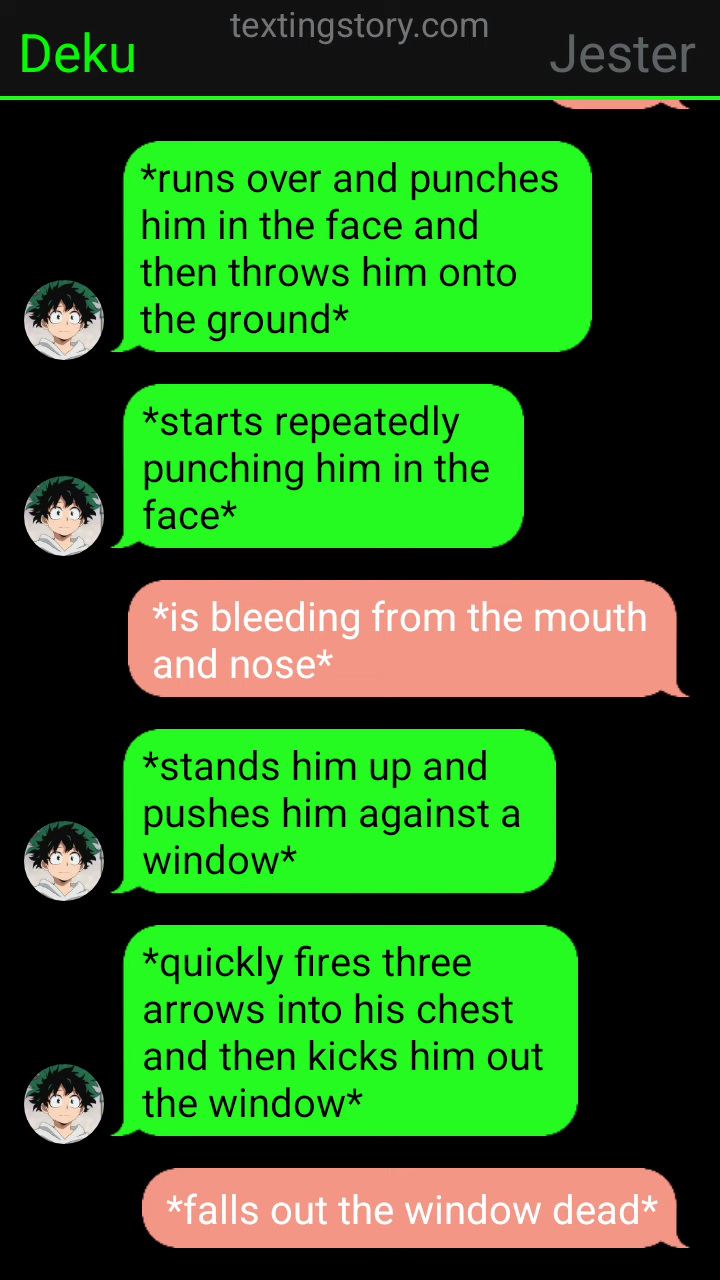 textingstory.com
Deku
Jester
*runs over and punches
him in the face and
then throws him onto
the ground*
*starts repeatedly
punching him in the
face*
*is bleeding from the mouth
and nose*
*stands him up and
pushes him against a
window*
*quickly fires three
arrows into his chest
and then kicks him out
the window*
*falls out the window dead*